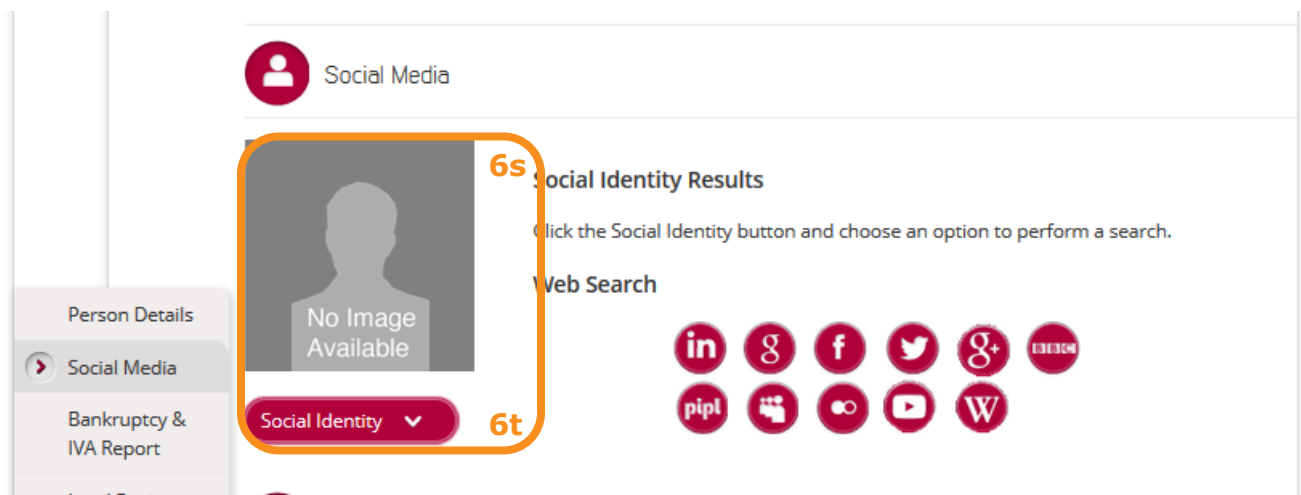 Social Media
6s
Social Identity Results
Click the Social Identity button and choose an option to perform a search.
Web Search
No Image
Available
in g f g+ BBC
pipl W
Social Identity
6t
Person Details
Social Media
Bankruptcy &
IVA Report